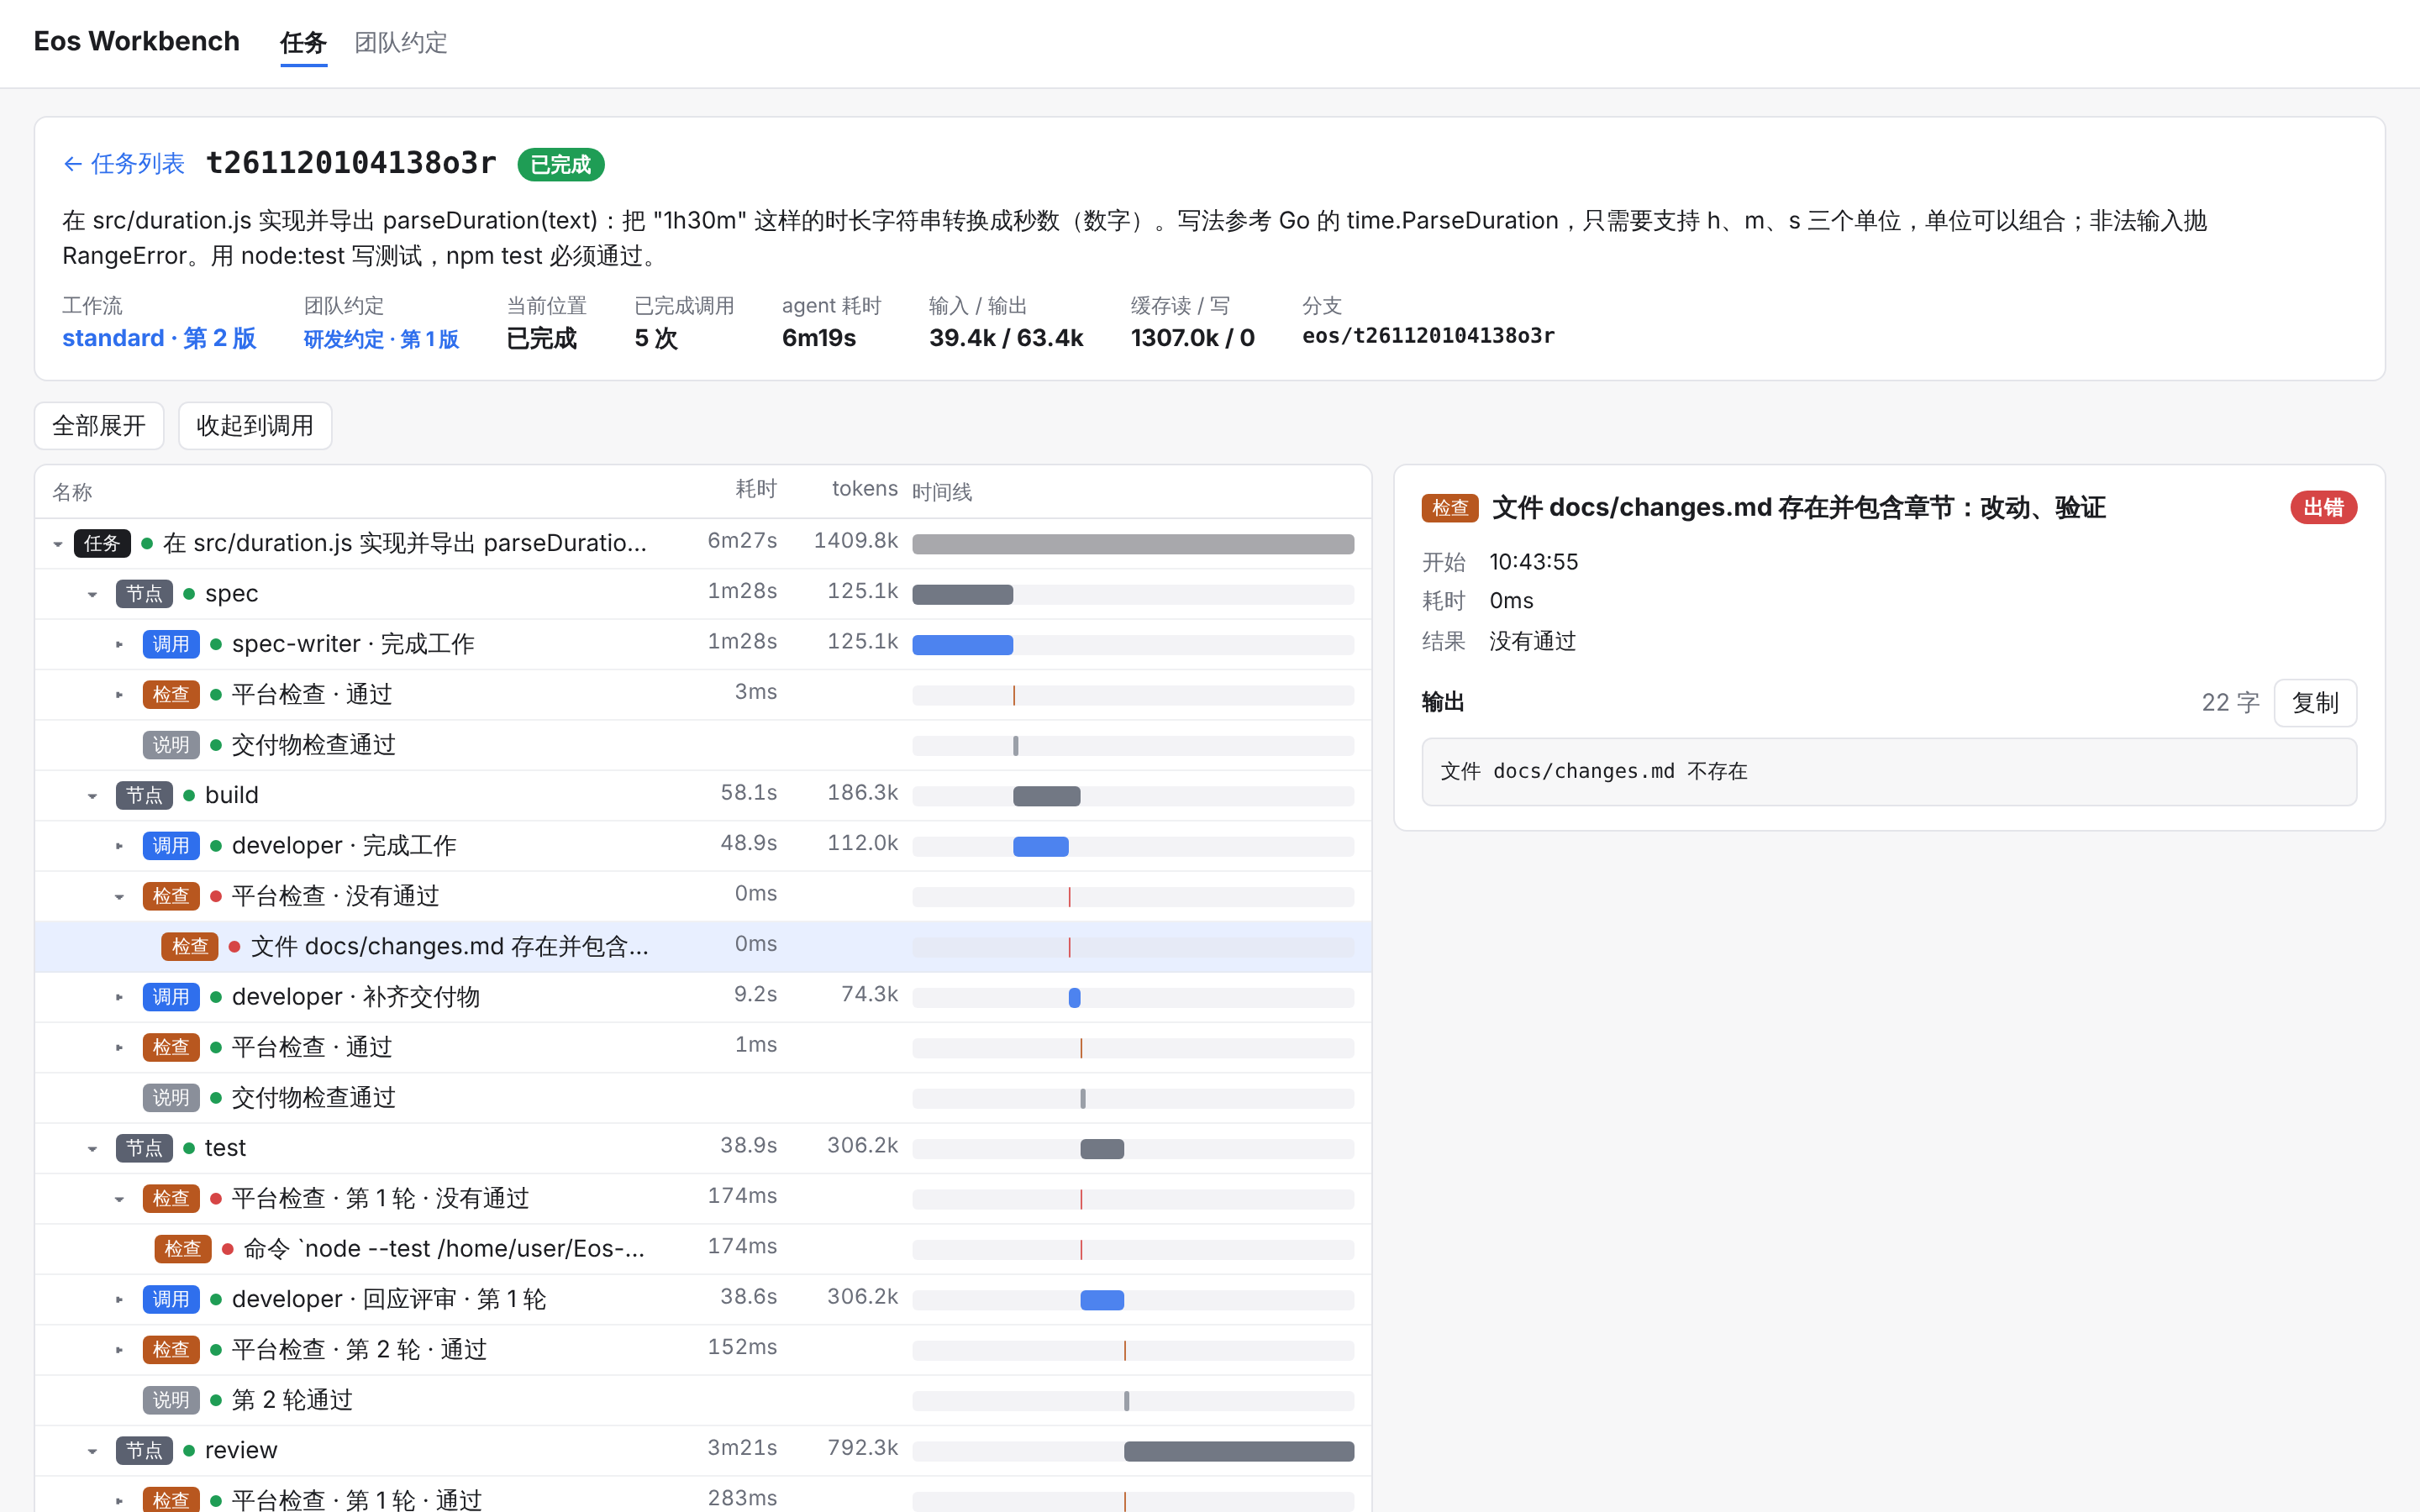 Eos Workbench 任务 团队约定
← 任务列表 t261120104138o3r 已完成
在 src/duration.js 实现并导出 parseDuration(text)：把 "1h30m" 这样的时长字符串转换成秒数（数字）。写法参考 Go 的 time.ParseDuration，只需要支持 h、m、s 三个单位，单位可以组合；非法输入抛
RangeError。用 node:test 写测试，npm test 必须通过。
工作流 团队约定 当前位置 已完成调用 agent 耗时 输入 / 输出 缓存读 / 写 分支
standard · 第 2 版 研发约定 · 第 1 版 已完成 5 次 6m19s 39.4k / 63.4k 1307.0k / 0 eos/t261120104138o3r
全部展开 收起到调用
名称 耗时 tokens 时间线
任务 在 src/duration.js 实现并导出 parseDuratio... 6m27s 1409.8k
节点 spec 1m28s 125.1k
调用 spec-writer · 完成工作 1m28s 125.1k
检查 平台检查 · 通过 3ms
说明 交付物检查通过
节点 build 58.1s 186.3k
调用 developer · 完成工作 48.9s 112.0k
检查 平台检查 · 没有通过 0ms
检查 文件 docs/changes.md 存在并包含... 0ms
调用 developer · 补齐交付物 9.2s 74.3k
检查 平台检查 · 通过 1ms
说明 交付物检查通过
节点 test 38.9s 306.2k
检查 平台检查 · 第 1 轮 · 没有通过 174ms
检查 命令 `node --test /home/user/Eos-... 174ms
调用 developer · 回应评审 · 第 1 轮 38.6s 306.2k
检查 平台检查 · 第 2 轮 · 通过 152ms
说明 第 2 轮通过
节点 review 3m21s 792.3k
检查 平台检查 · 第 1 轮 · 通过 283ms
检查 文件 docs/changes.md 存在并包含章节：改动、验证 出错
开始 10:43:55
耗时 0ms
结果 没有通过
输出 22 字 复制
文件 docs/changes.md 不存在